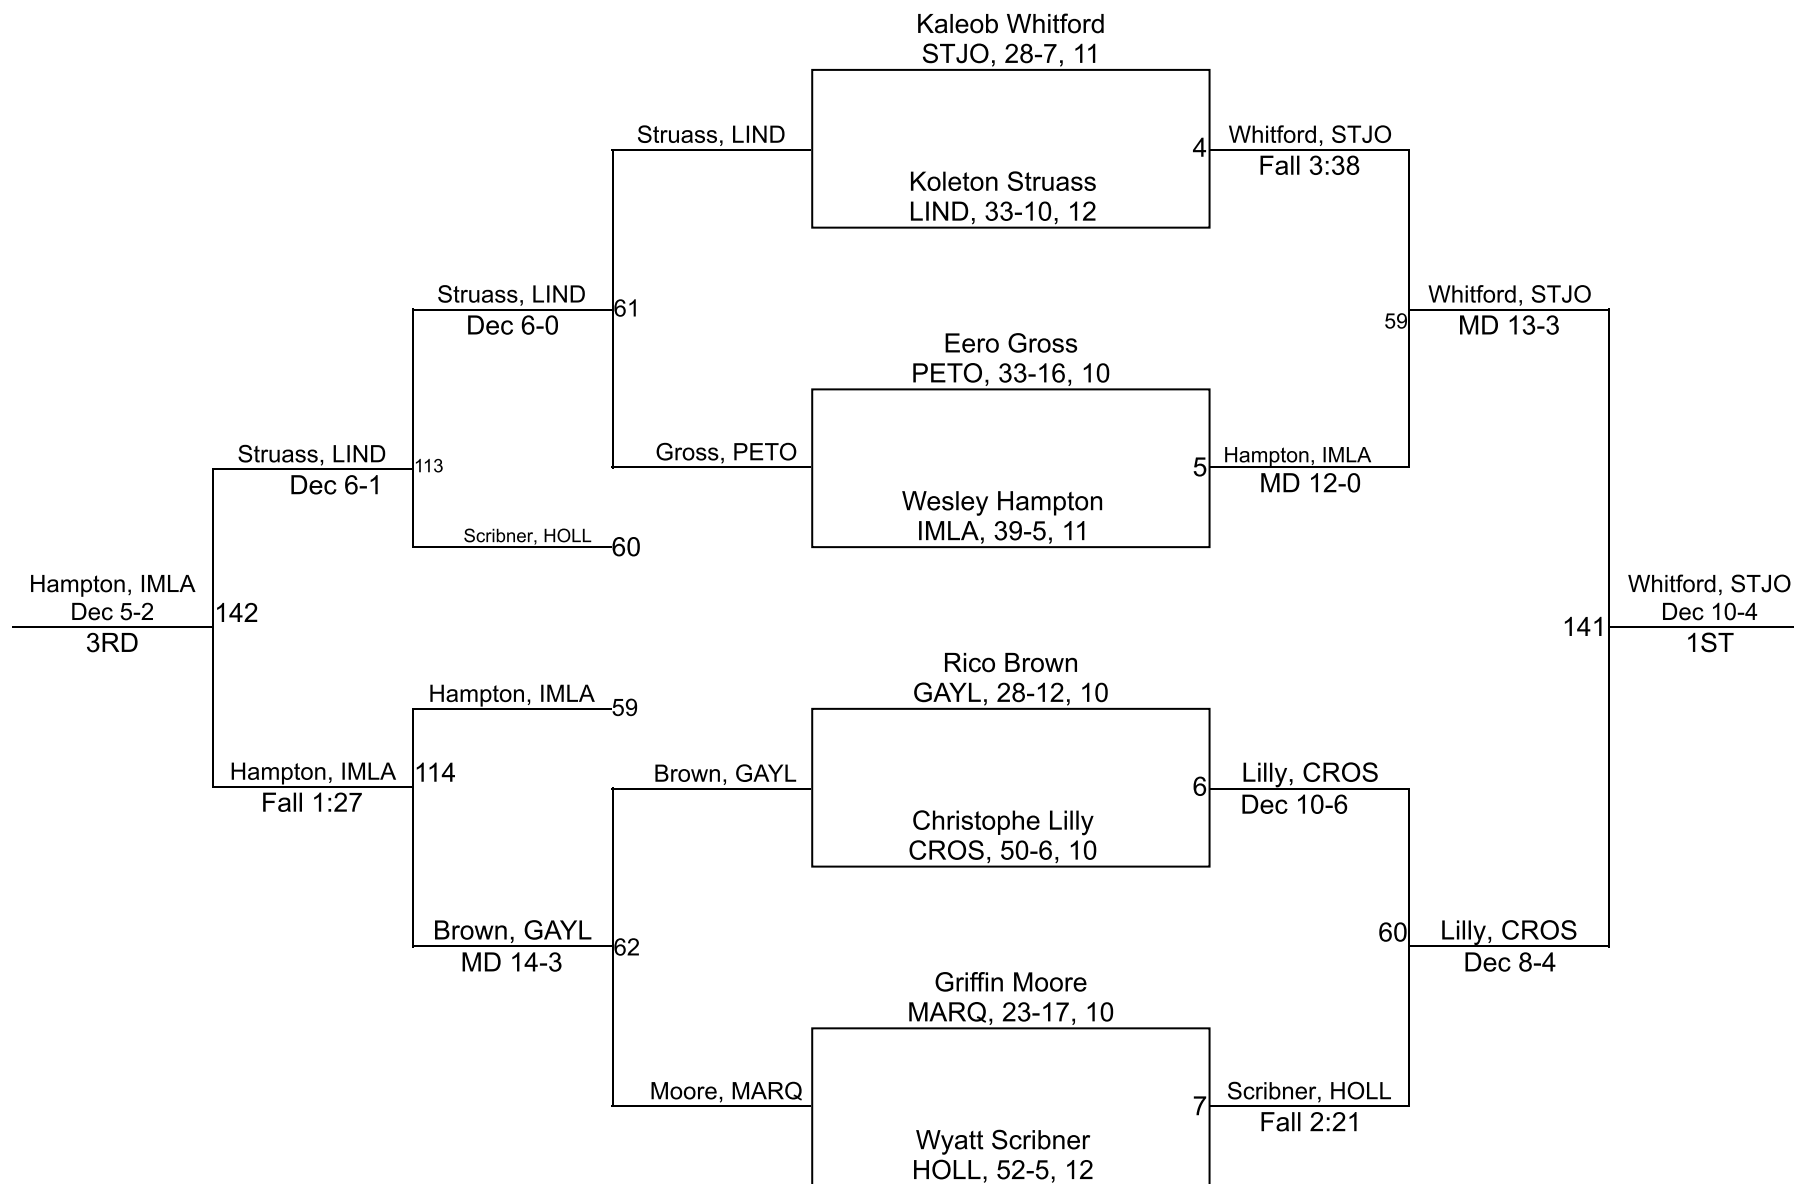 Kaleob Whitford
STJO, 28-7, 11
Struass, LIND
4
Whitford, STJO
Fall 3:38
Koleton Struass
LIND, 33-10, 12
Struass, LIND
Dec 6-0
61
59
Whitford, STJO
MD 13-3
Eero Gross
PETO, 33-16, 10
Struass, LIND
Dec 6-1
113
Gross, PETO
5
Hampton, IMLA
MD 12-0
Wesley Hampton
IMLA, 39-5, 11
Scribner, HOLL
60
Hampton, IMLA
Dec 5-2
3RD
142
141
Whitford, STJO
Dec 10-4
1ST
Rico Brown
GAYL, 28-12, 10
Hampton, IMLA
59
Hampton, IMLA
Fall 1:27
114
Brown, GAYL
6
Lilly, CROS
Dec 10-6
Christophe Lilly
CROS, 50-6, 10
Brown, GAYL
MD 14-3
62
60
Lilly, CROS
Dec 8-4
Griffin Moore
MARQ, 23-17, 10
Moore, MARQ
7
Scribner, HOLL
Fall 2:21
Wyatt Scribner
HOLL, 52-5, 12